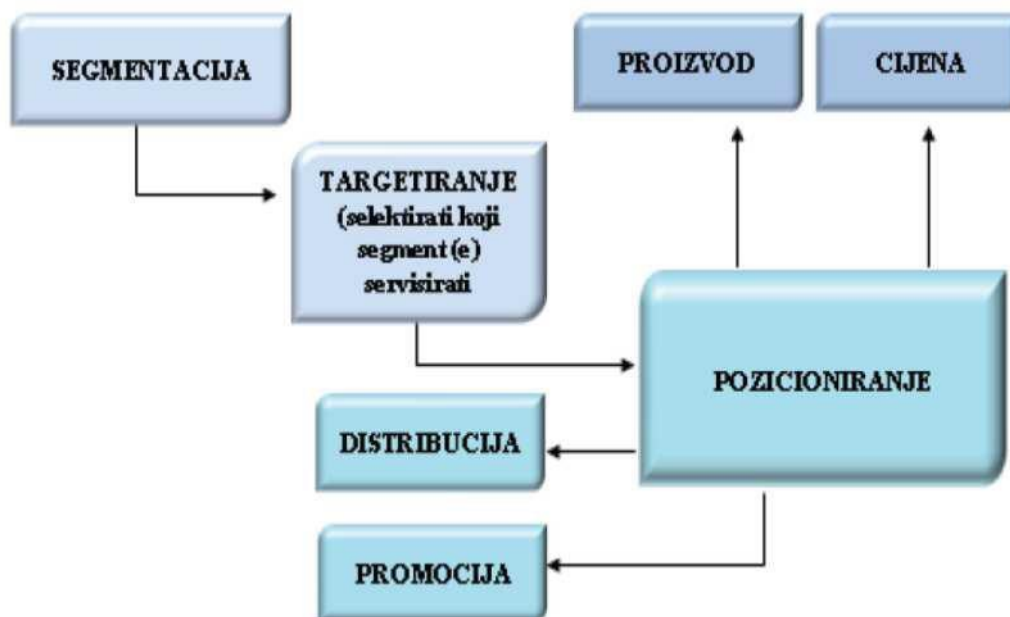 SEGMENTACIJA
PROIZVOD
CIJENA
TARGETIRANJE
(selektirati koji
segment (e)
servisirati
POZICIONIRANJE
DISTRIBUCIJA
PROMOCIJA